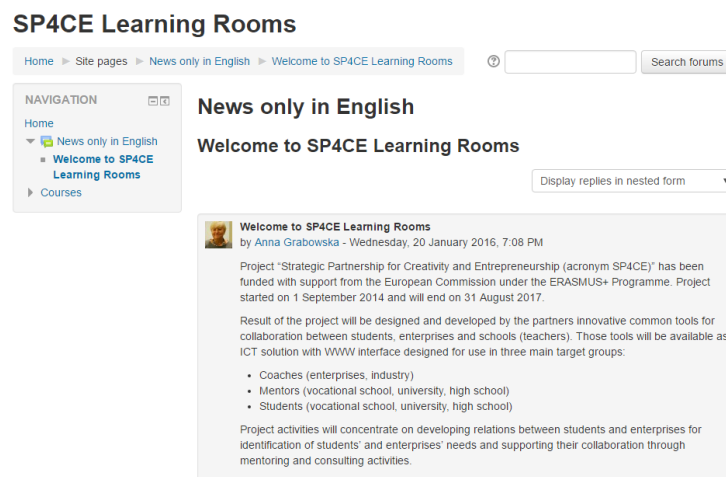 SP4CE Learning Rooms
Home Site pages News only in English Welcome to SP4CE Learning Rooms
Search forums
NAVIGATION
Home
News only in English
Welcome to SP4CE
Learning Rooms
Courses
News only in English
Welcome to SP4CE Learning Rooms
Display replies in nested form
Welcome to SP4CE Learning Rooms
by Anna Grabowska - Wednesday, 20 January 2016, 7:08 PM
Project “Strategic Partnership for Creativity and Entrepreneurship (acronym SP4CE)” has been
funded with support from the European Commission under the ERASMUS+ Programme. Project
started on 1 September 2014 and will end on 31 August 2017.
Result of the project will be designed and developed by the partners innovative common tools for
collaboration between students, enterprises and schools (teachers). Those tools will be available as
ICT solution with WWW interface designed for use in three main target groups:
• Coaches (enterprises, industry)
• Mentors (vocational school, university, high school)
• Students (vocational school, university, high school)
Project activities will concentrate on developing relations between students and enterprises for
identification of students’ and enterprises’ needs and supporting their collaboration through
mentoring and consulting activities.